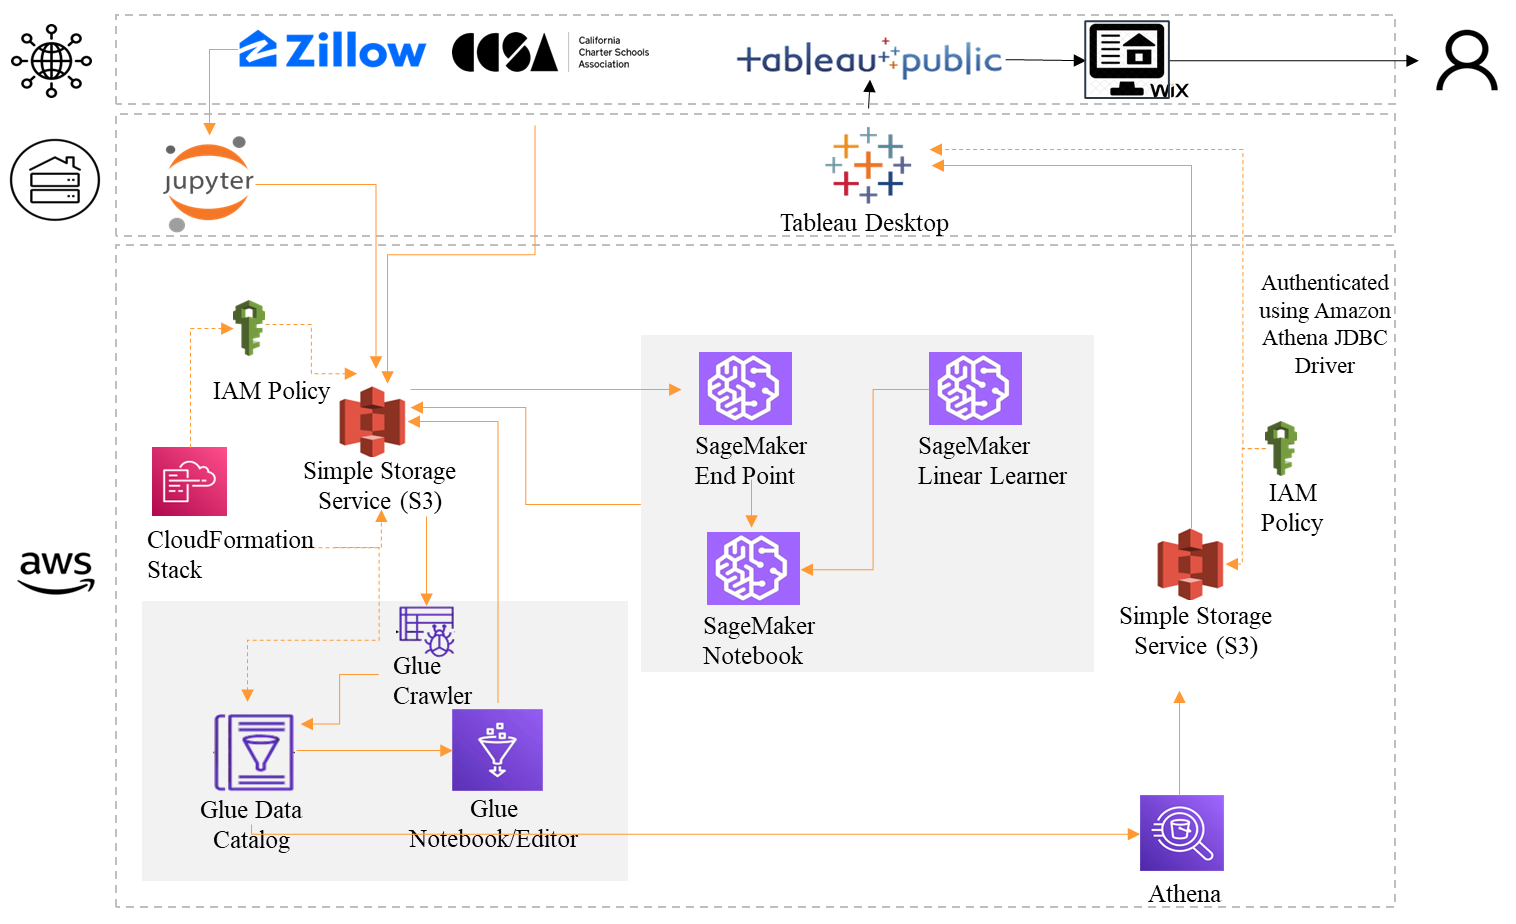 Zillow
CCSA
California
Charter Schools
Association
+ableau+public
WiX
jupyter
Tableau Desktop
Authenticated
using Amazon
Athena JDBC
Driver
IAM Policy
Simple Storage
Service (S3)
SageMaker
End Point
SageMaker
Linear Learner
IAM
Policy
CloudFormation
Stack
aws
SageMaker
Notebook
Simple Storage
Service (S3)
Glue
Crawler
Glue Data
Catalog
Glue
Notebook/Editor
Athena